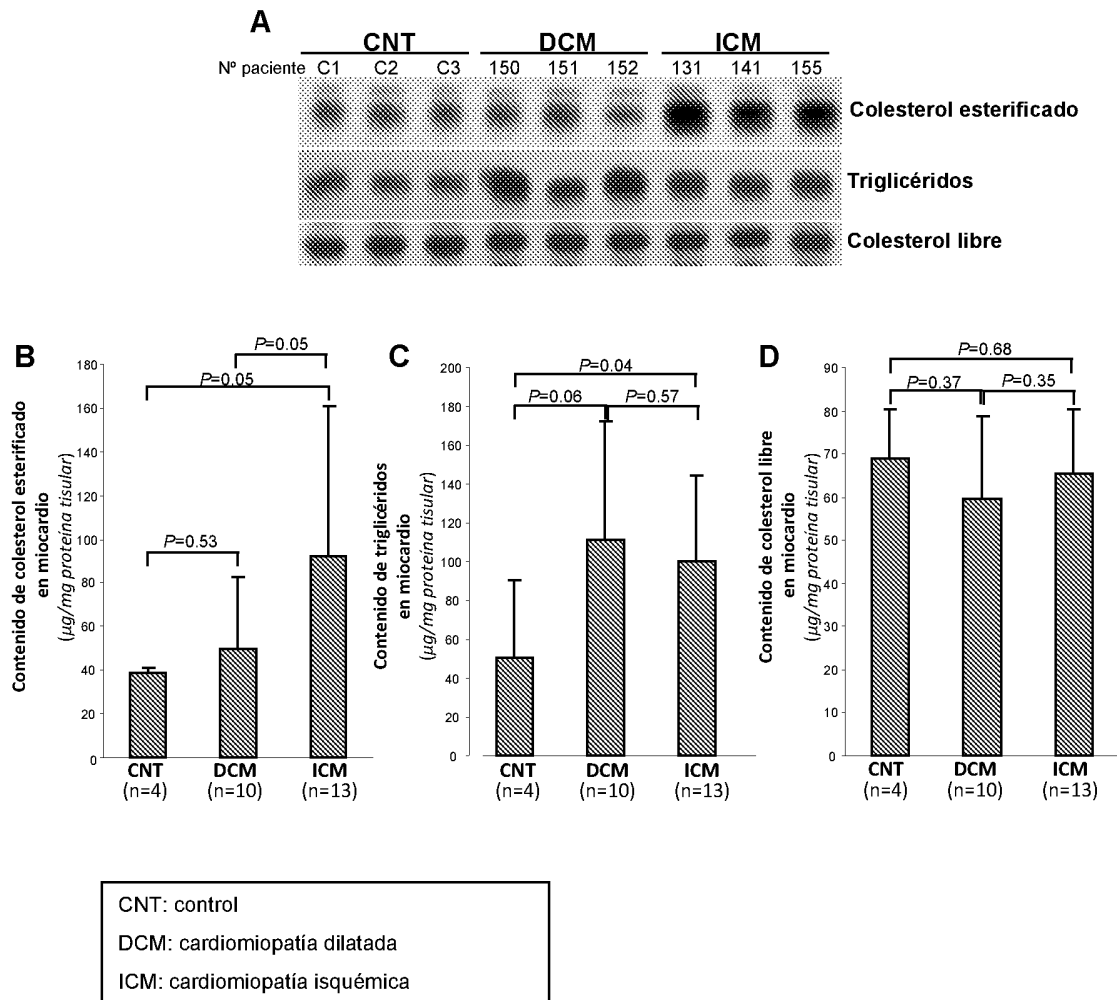 A
CNT DCM ICM
Nº paciente C1 C2 C3 150 151 152 131 141 155
Colesterol esterificado
Triglicéridos
Colesterol libre
B
Contenido de colesterol esterificado
en miocardio
(µg/mg proteína tisular)
180
160
140
120
100
80
60
40
20
0
P=0.05
P=0.05
P=0.53
CNT DCM ICM
(n=4) (n=10) (n=13)
C
Contenido de triglicéridos
en miocardio
(µg/mg proteína tisular)
200
180
160
140
120
100
80
60
40
20
0
P=0.04
P=0.06 P=0.57
CNT DCM ICM
(n=4) (n=10) (n=13)
D
Contenido de colesterol libre
en miocardio
(µg/mg proteína tisular)
90
80
70
60
50
40
30
20
10
0
P=0.68
P=0.37 P=0.35
CNT DCM ICM
(n=4) (n=10) (n=13)
CNT: control
DCM: cardiomiopatía dilatada
ICM: cardiomiopatía isquémica